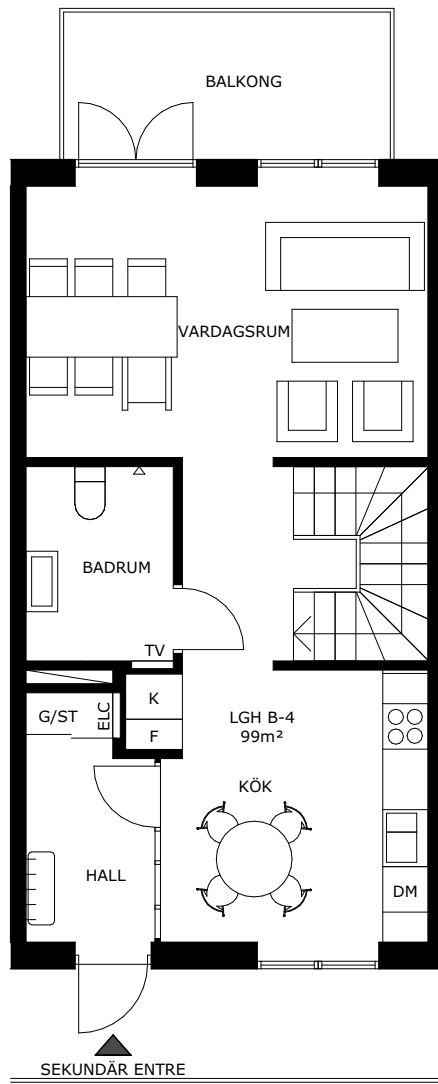 BALKONG
VARDAGSRUM
BADRUM
TV
K
F
G/ST
ELC
LGH B-4
99m²
KÖK
HALL
DM
SEKUNDÄR ENTRE